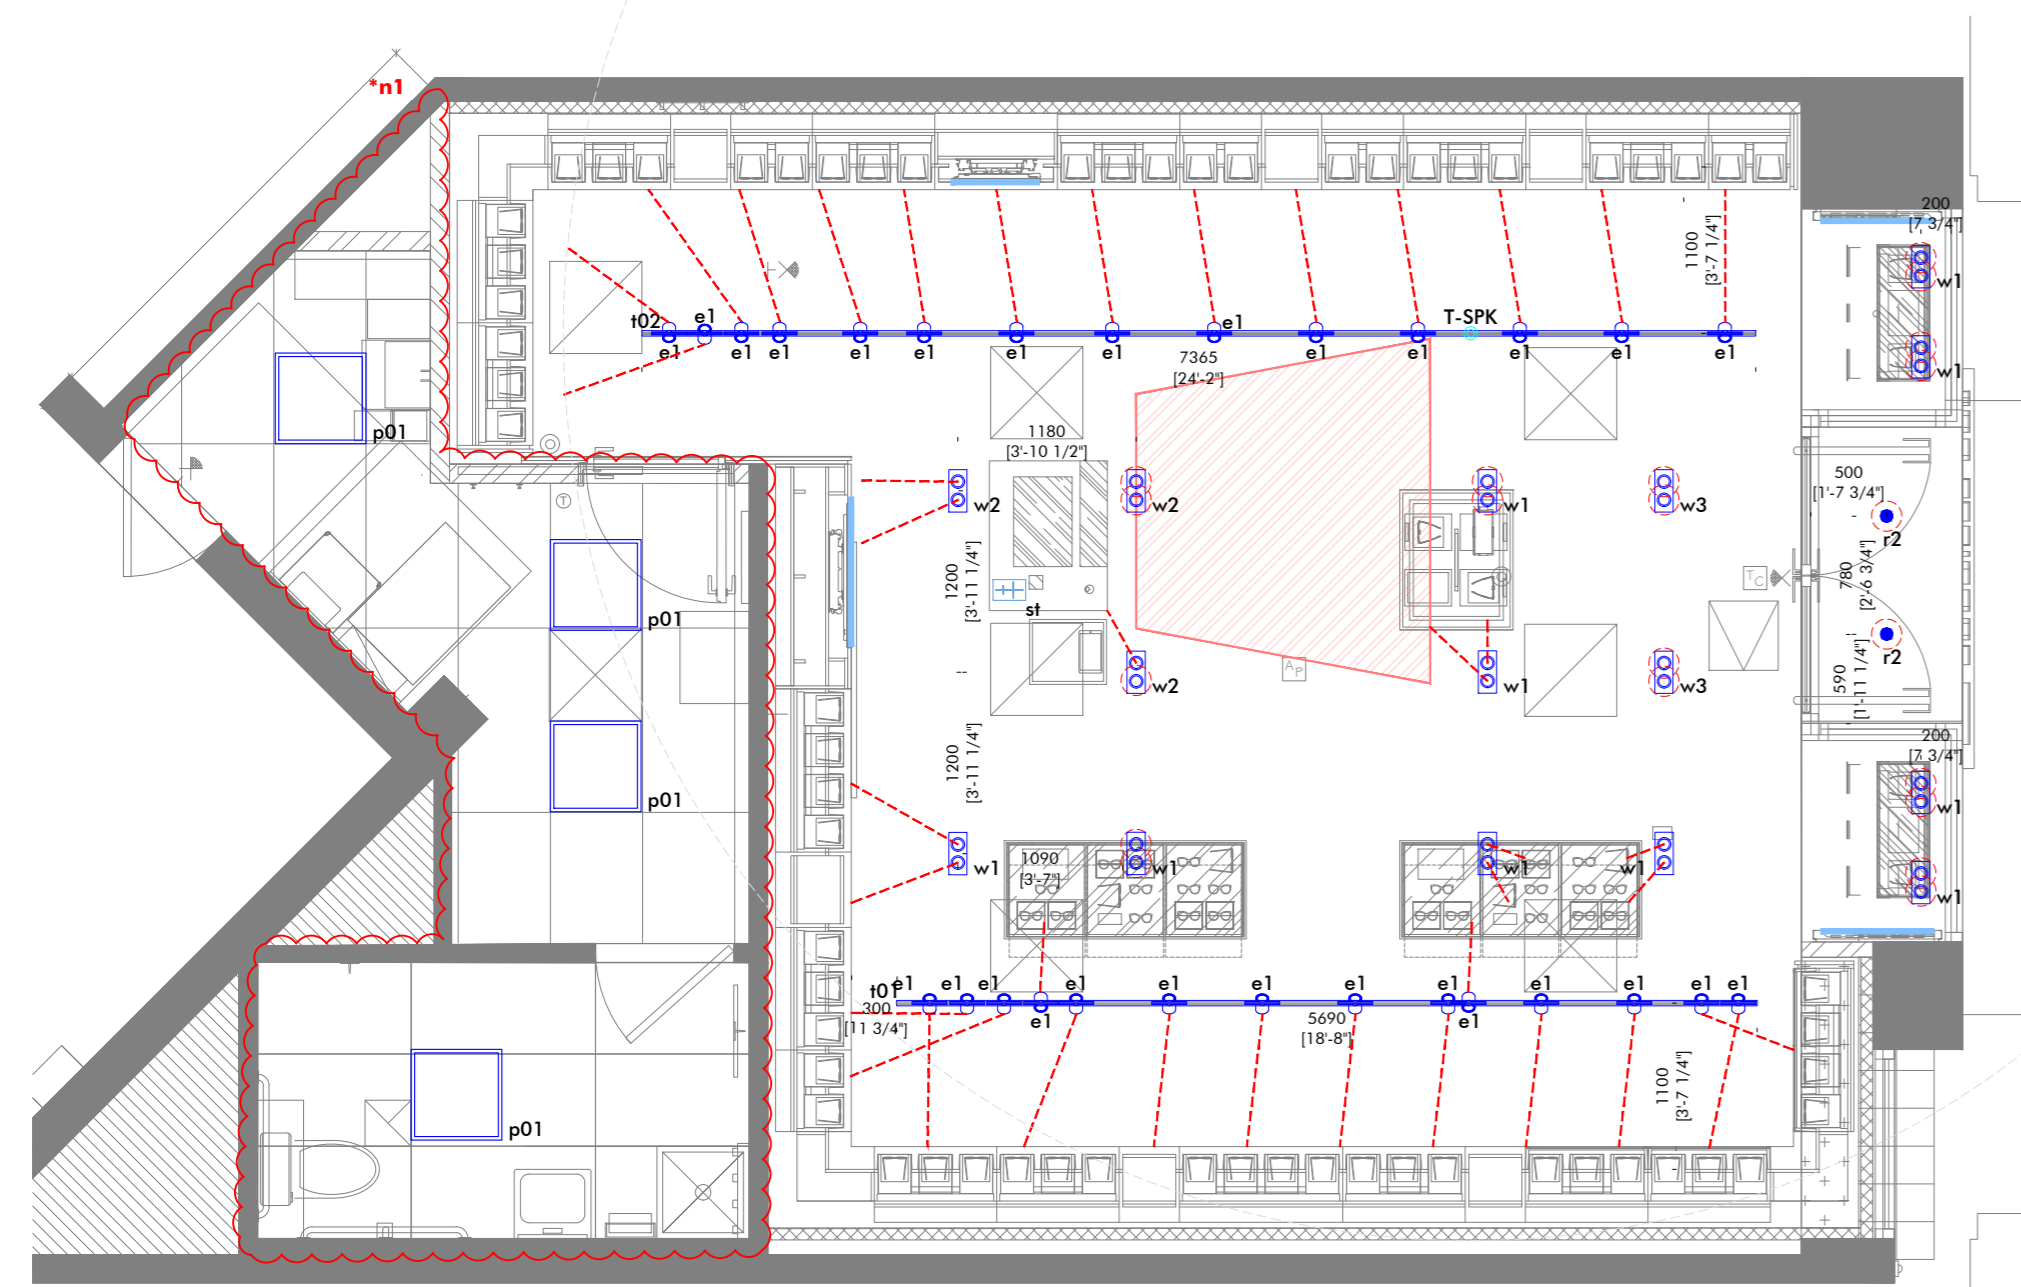 *n1
200
[7 3/4"]
1100
[3'-7 1/4"]
w1
t02
e1
e1
T-SPK
e1
e1
e1
e1
e1
e1
e1
e1
e1
e1
e1
e1
7365
[24'-2"]
w1
p01
1180
[3'-10 1/2"]
500
[1'-7 3/4"]
T
w2
w2
w1
w3
r2
1200
[3'-11 1/4"]
780
[2'-6 3/4"]
TC
st
p01
r2
AP
590
[1'-11 1/4"]
w2
w1
w3
200
[7 3/4"]
1200
[3'-11 1/4"]
p01
w1
1090
[3'-7"]
w1
w1
w1
w1
w1
t01
e1
e1
e1
e1
e1
e1
e1
e1
e1
e1
e1
e1
300
[11 3/4"]
e1
5690
[18'-8"]
e1
1100
[3'-7 1/4"]
p01